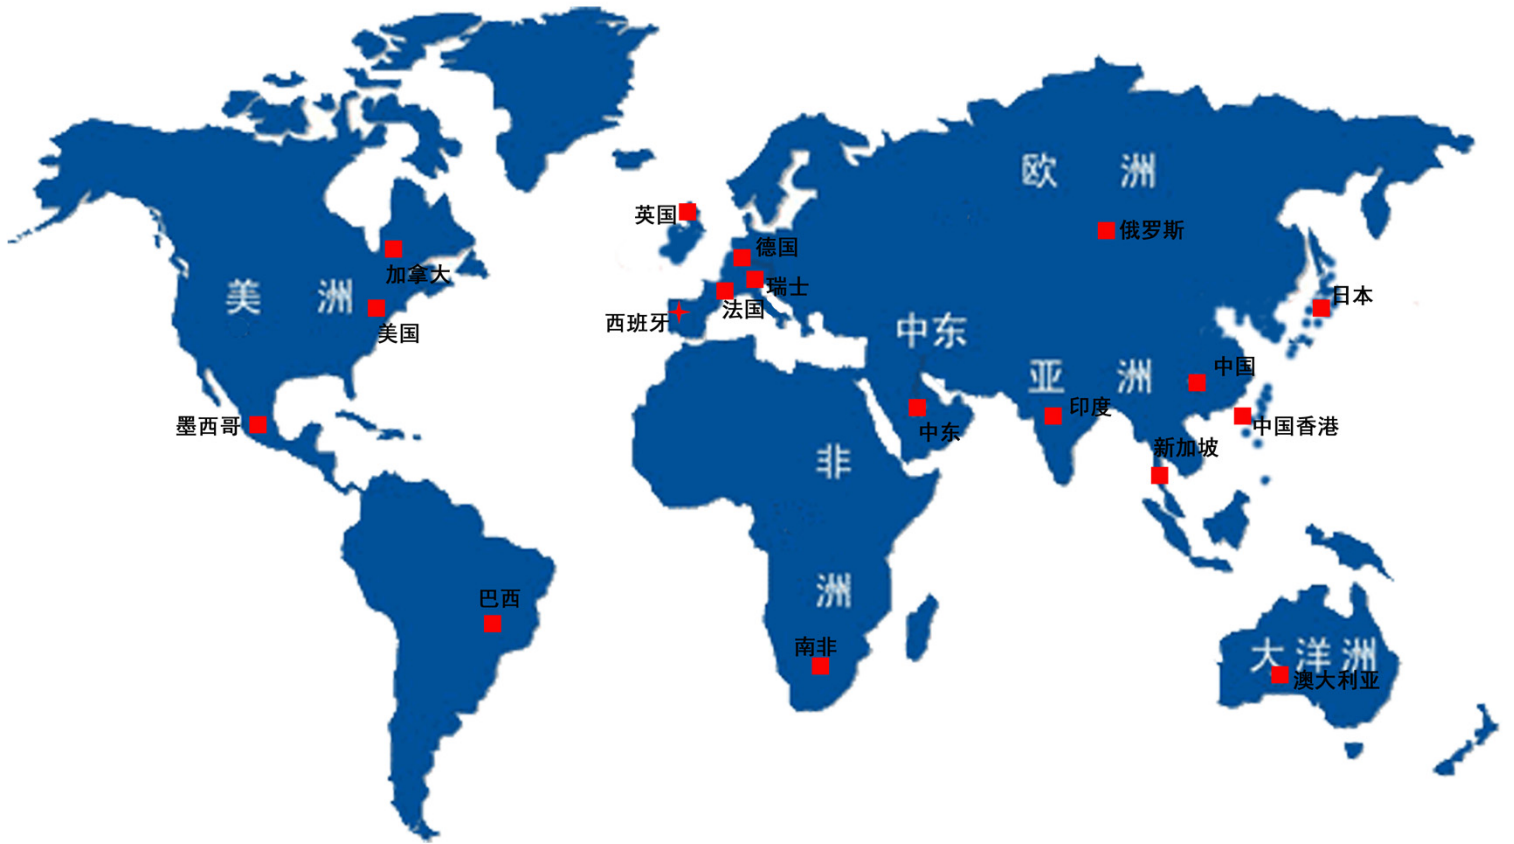 欧 洲
英国
俄罗斯
德国
加拿大
瑞士
美 洲
日本
法国
西班牙
美国
中东
中国
亚 洲
印度
墨西哥
中国香港
中东
新加坡
非
洲
巴西
南非
大洋洲
澳大利亚